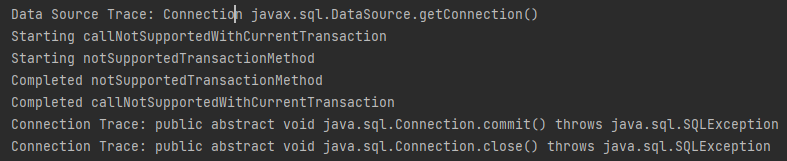 Data Source Trace: Connection javax.sql.DataSource.getConnection()
Starting callNotSupportedWithCurrentTransaction
Starting notSupportedTransactionMethod
Completed notSupportedTransactionMethod
Completed callNotSupportedWithCurrentTransaction
Connection Trace: public abstract void java.sql.Connection.commit() throws java.sql.SQLException
Connection Trace: public abstract void java.sql.Connection.close() throws java.sql.SQLException